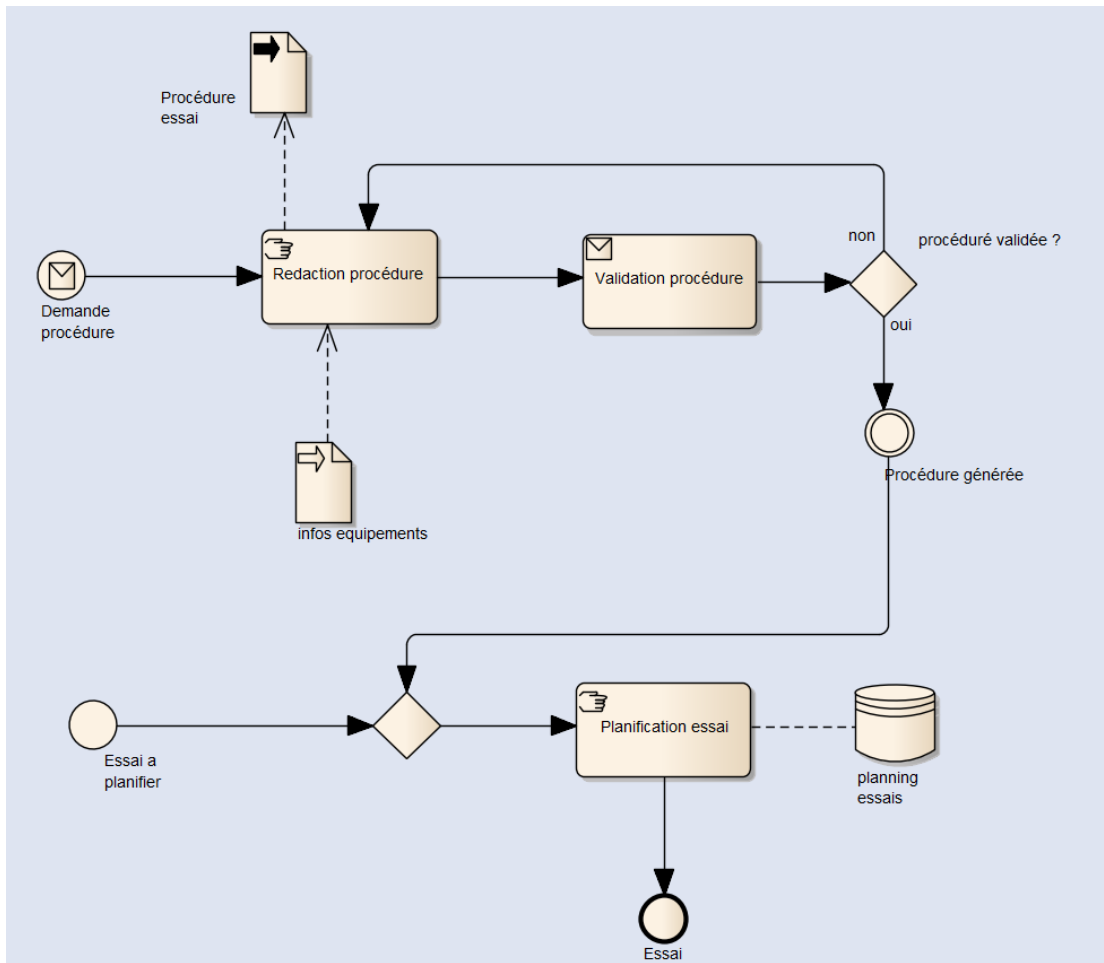 Procédure
essai
non
procéduré validée ?
Redaction procédure
Validation procédure
Demande
procédure
oui
Procédure générée
infos equipements
Planification essai
Essai a
planifier
planning
essais
Essai